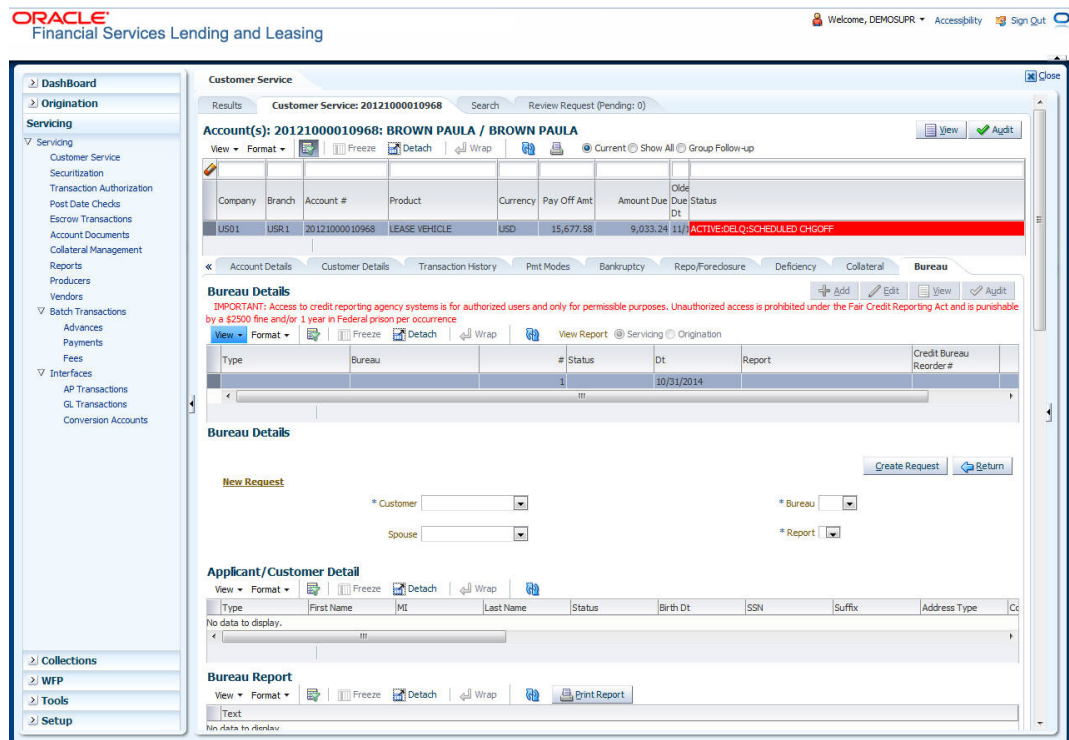 ORACLE
Financial Services Lending and Leasing
Welcome, DEMOSUPR Accessibility Sign Out
Close
DashBoard
Origination
Servicing
Servicing
Customer Service
Securitization
Transaction Authorization
Post Date Checks
Escrow Transactions
Account Documents
Collateral Management
Reports
Producers
Vendors
Batch Transactions
Advances
Payments
Fees
Interfaces
AP Transactions
GL Transactions
Conversion Accounts
Collections
WFP
Tools
Setup
Customer Service
Results Customer Service: 20121000010968 Search Review Request (Pending: 0)
Account(s): 20121000010968: BROWN PAULA / BROWN PAULA
View Audit
View Format Freeze Detach Wrap Current Show All Group Follow-up
Company Branch Account # Product Currency Pay Off Amt Amount Due Olde Due Dt Status
US01 USR1 20121000010968 LEASE VEHICLE USD 15,677.58 9,033.24 11/1 ACTIVE:DELQ:SCHEDULED CHGOFF
« Account Details Customer Details Transaction History Pmt Modes Bankruptcy Repo/Foreclosure Deficiency Collateral Bureau
Bureau Details
Add Edit View Audit
IMPORTANT: Access to credit reporting agency systems is for authorized users and only for permissible purposes. Unauthorized access is prohibited under the Fair Credit Reporting Act and is punishable
by a $2500 fine and/or 1 year in Federal prison per occurrence
View Format Freeze Detach Wrap View Report Servicing Origination
Type Bureau # Status Dt Report Credit Bureau Reorder#
1 10/31/2014
Bureau Details
Create Request Return
New Request
* Customer * Bureau
Spouse * Report
Applicant/Customer Detail
View Format Freeze Detach Wrap
Type First Name MI Last Name Status Birth Dt SSN Suffix Address Type Co
No data to display.
Bureau Report
View Format Freeze Detach Wrap Print Report
Text
No data to display